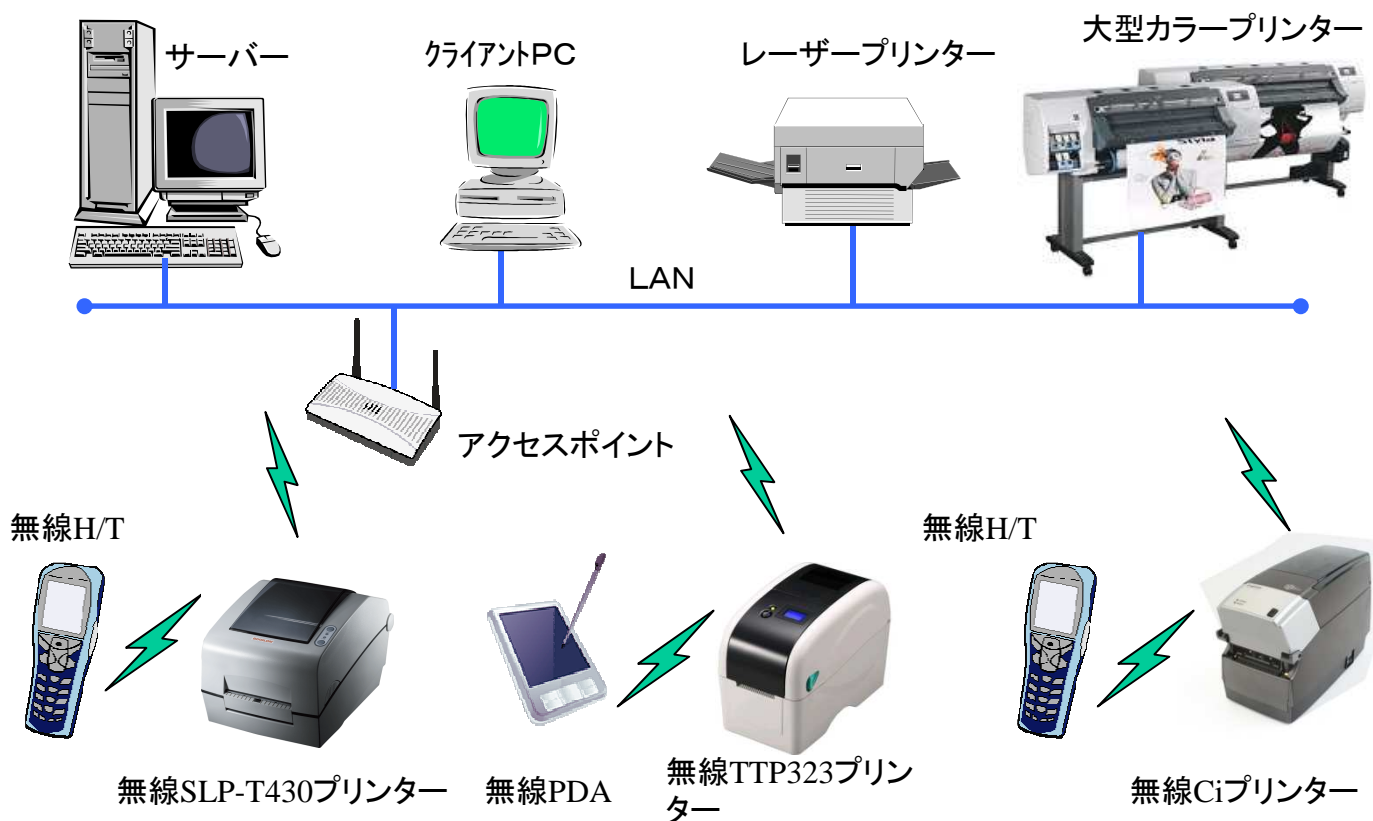 サーバー
ｸﾗｲｱﾝﾄPC
レーザープリンター
大型カラープリンター
Style
LAN
アクセスポイント
無線H/T
無線H/T
無線SLP-T430プリンター
無線PDA
無線TTP323プリン
ター
無線Ciプリンター